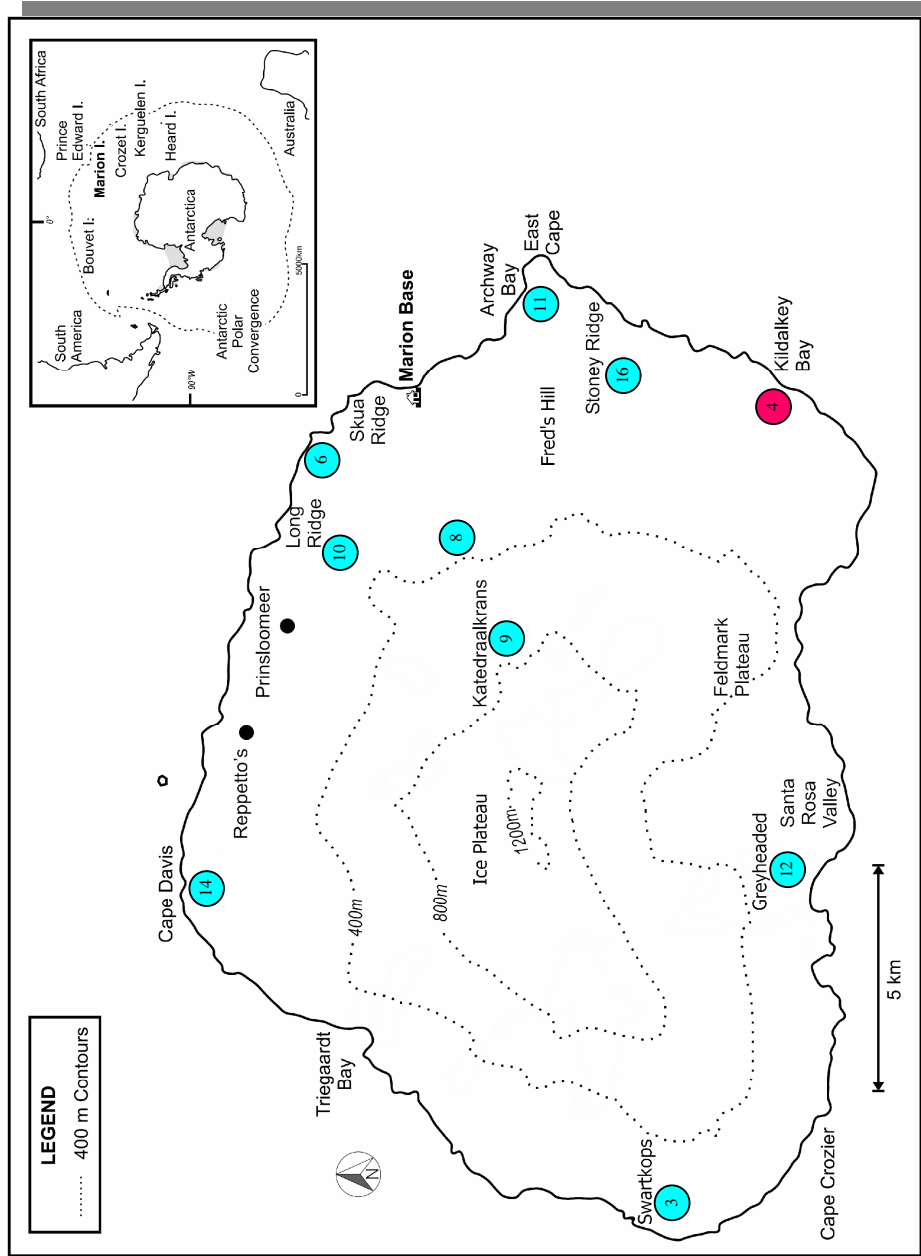 South Africa
Prince
Edward I.
Marion I.
Crozet I.
Kerguelen I.
Heard I.
Australia
0°
Bouvet I.
Antarctica
South
America
90°W
Antarctic
Polar
Convergence
0
5000km
LEGEND
400 m Contours
N
Cape Davis
14
Reppetto's
Prinsloomeer
Long
Ridge
10
6
Skua
Ridge
Marion Base
Archway
Bay
East
Cape
11
Stoney Ridge
16
Fred's Hill
Kildalkey
Bay
4
8
Katedraalkrans
9
Feldmark
Plateau
Ice Plateau
1200m
800m
400m
Triegaardt
Bay
Swartkops
3
Cape Crozier
Greyheaded
12
Santa
Rosa
Valley
5 km